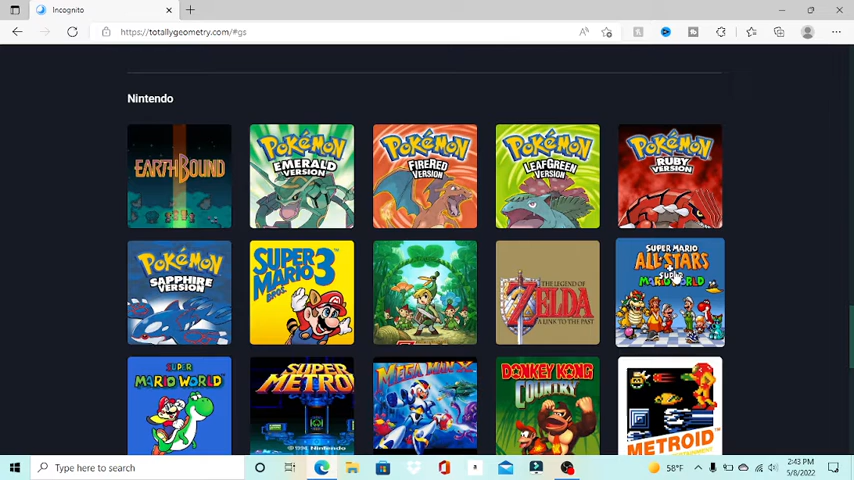 Incognito
https://totallygeometry.com/#gs
Nintendo
EARTHBOUND
POKéMON
EMERALD
VERSION
POKéMON
FIRERED
VERSION
POKéMON
LEAFGREEN
VERSION
POKéMON
RUBY
VERSION
POKéMON
SAPPHIRE
VERSION
SUPER
MARIO
BROS.
3
THE LEGEND OF
ZELDA
A LINK TO THE PAST
SUPER MARIO
ALL-STARS
SUPER
MARIO WORLD
SUPER
MARIO WORLD
SUPER
METRO
©1994 Nintendo
MEGA MAN X
DONKEY KONG
COUNTRY
METROID
Type here to search
a
58°F
2:43 PM
5/8/2022